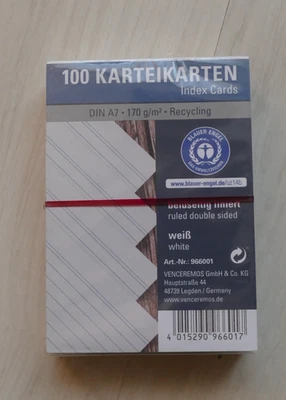 100 KARTEIKARTEN
Index Cards
DIN A7 • 170 g/m² • Recycling
BLAUER ENGEL
DAS UMWELTZEICHEN
www.blauer-engel.de/uz14b
beidseitig liniert
ruled double sided
weiß
white
Art.-Nr.: 966001
VENCEREMOS GmbH & Co. KG
Hauptstraße 44
48739 Legden / Germany
www.venceremos.de
4 015290 966017